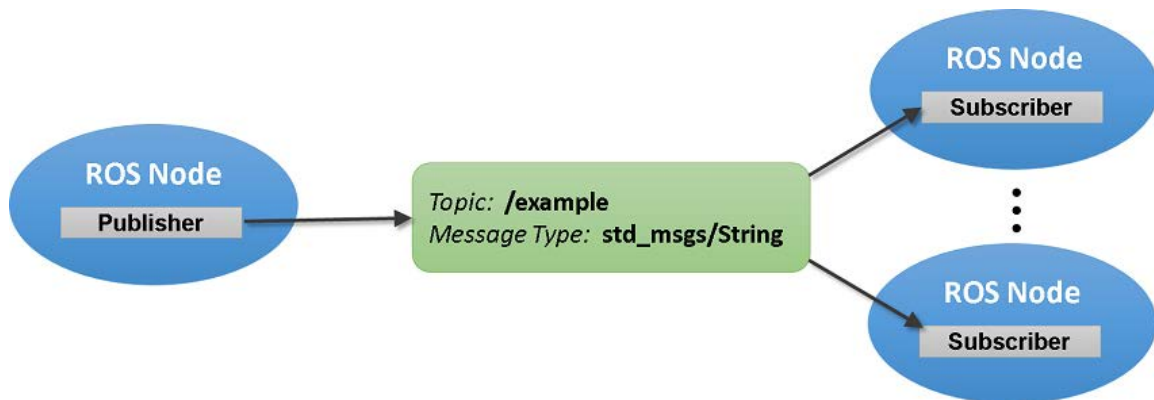 ROS Node
Publisher
Topic: /example
Message Type: std_msgs/String
ROS Node
Subscriber
ROS Node
Subscriber